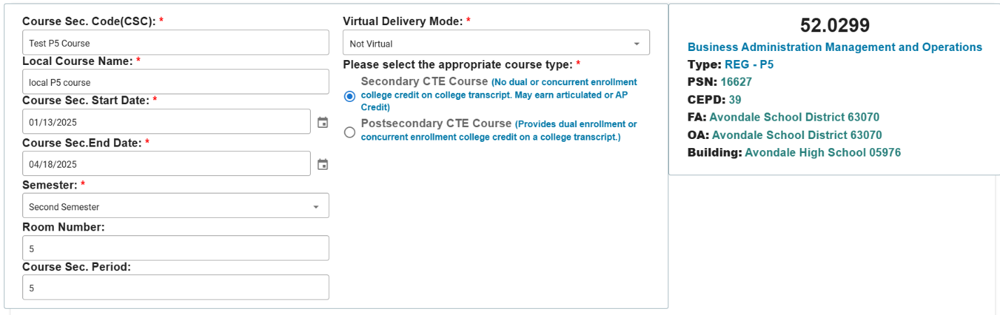 Course Sec. Code(CSC): *
Test P5 Course
Local Course Name: *
local P5 course
Course Sec. Start Date: *
01/13/2025
Course Sec.End Date: *
04/18/2025
Semester: *
Second Semester
Room Number:
5
Course Sec. Period:
5
Virtual Delivery Mode: *
Not Virtual
Please select the appropriate course type: *
Secondary CTE Course (No dual or concurrent enrollment
college credit on college transcript. May earn articulated or AP
Credit)
Postsecondary CTE Course (Provides dual enrollment or
concurrent enrollment college credit on a college transcript.)
52.0299
Business Administration Management and Operations
Type: REG - P5
PSN: 16627
CEPD: 39
FA: Avondale School District 63070
OA: Avondale School District 63070
Building: Avondale High School 05976